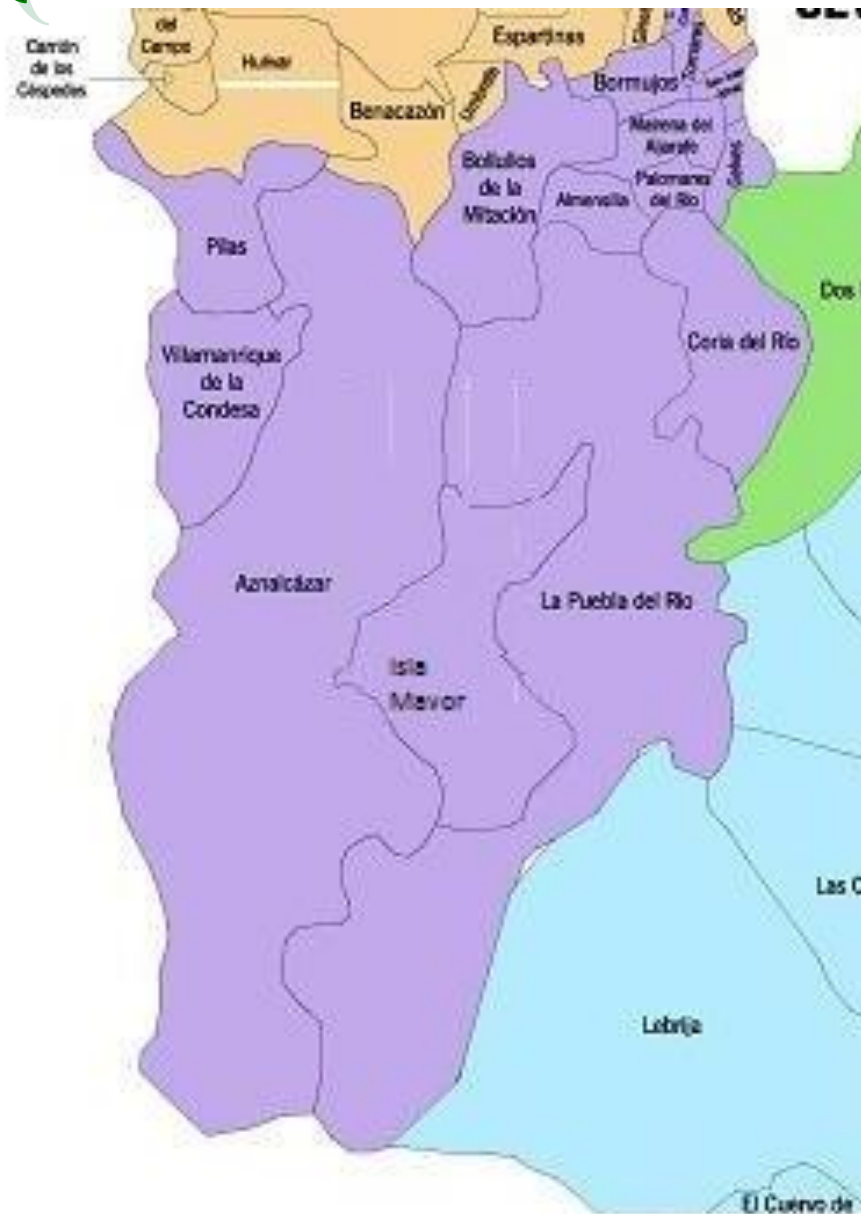 del
Campo
Carrión
de los
Céspedes
Huévar
Espartinas
Benacazón
Umbrete
Bormujos
Mairena del
Aljarafe
Gelves
Bollullos
de la
Mitación
Almensilla
Palomares
del Río
Pilas
Dos
Coria del Río
Villamanrique
de la
Condesa
Aznalcázar
La Puebla del Río
Isla
Mayor
Las C
Lebrija
El Cuervo de